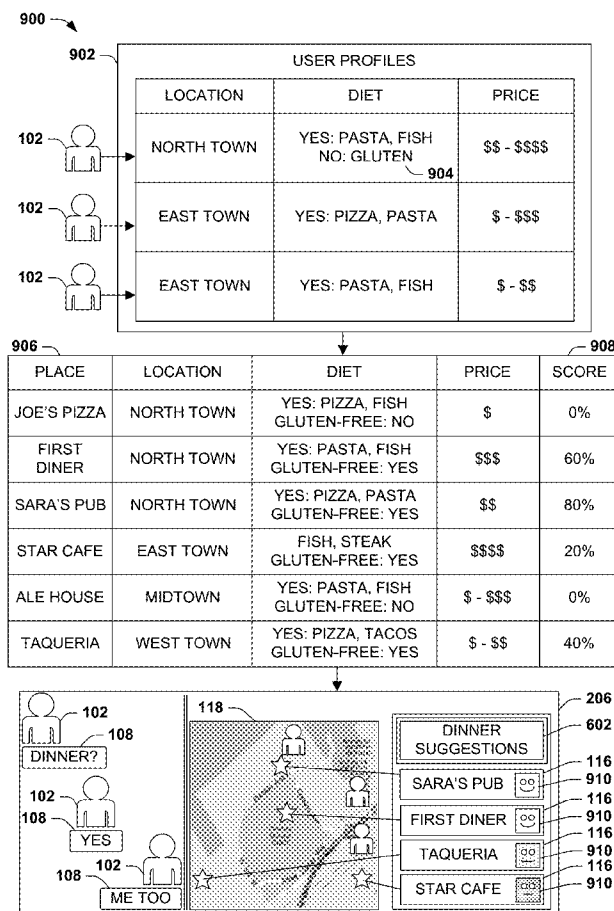 900
902
USER PROFILES
LOCATION DIET PRICE
102
NORTH TOWN
YES: PASTA, FISH
NO: GLUTEN
904
$$ - $$$$
102
EAST TOWN YES: PIZZA, PASTA $ - $$$
102
EAST TOWN YES: PASTA, FISH $ - $$
906 908
PLACE LOCATION DIET PRICE SCORE
JOE'S PIZZA NORTH TOWN
YES: PIZZA, FISH
GLUTEN-FREE: NO
$ 0%
FIRST
DINER
NORTH TOWN
YES: PASTA, FISH
GLUTEN-FREE: YES
$$$ 60%
SARA'S PUB NORTH TOWN
YES: PIZZA, PASTA
GLUTEN-FREE: YES
$$ 80%
STAR CAFE EAST TOWN
FISH, STEAK
GLUTEN-FREE: YES
$$$$ 20%
ALE HOUSE MIDTOWN
YES: PASTA, FISH
GLUTEN-FREE: NO
$ - $$$ 0%
TAQUERIA WEST TOWN
YES: PIZZA, TACOS
GLUTEN-FREE: YES
$ - $$ 40%
102
108
DINNER?
102
108
YES
102
108
ME TOO
118
206
602
DINNER
SUGGESTIONS
116
SARA'S PUB
910
116
FIRST DINER
910
116
TAQUERIA
910
116
STAR CAFE
910